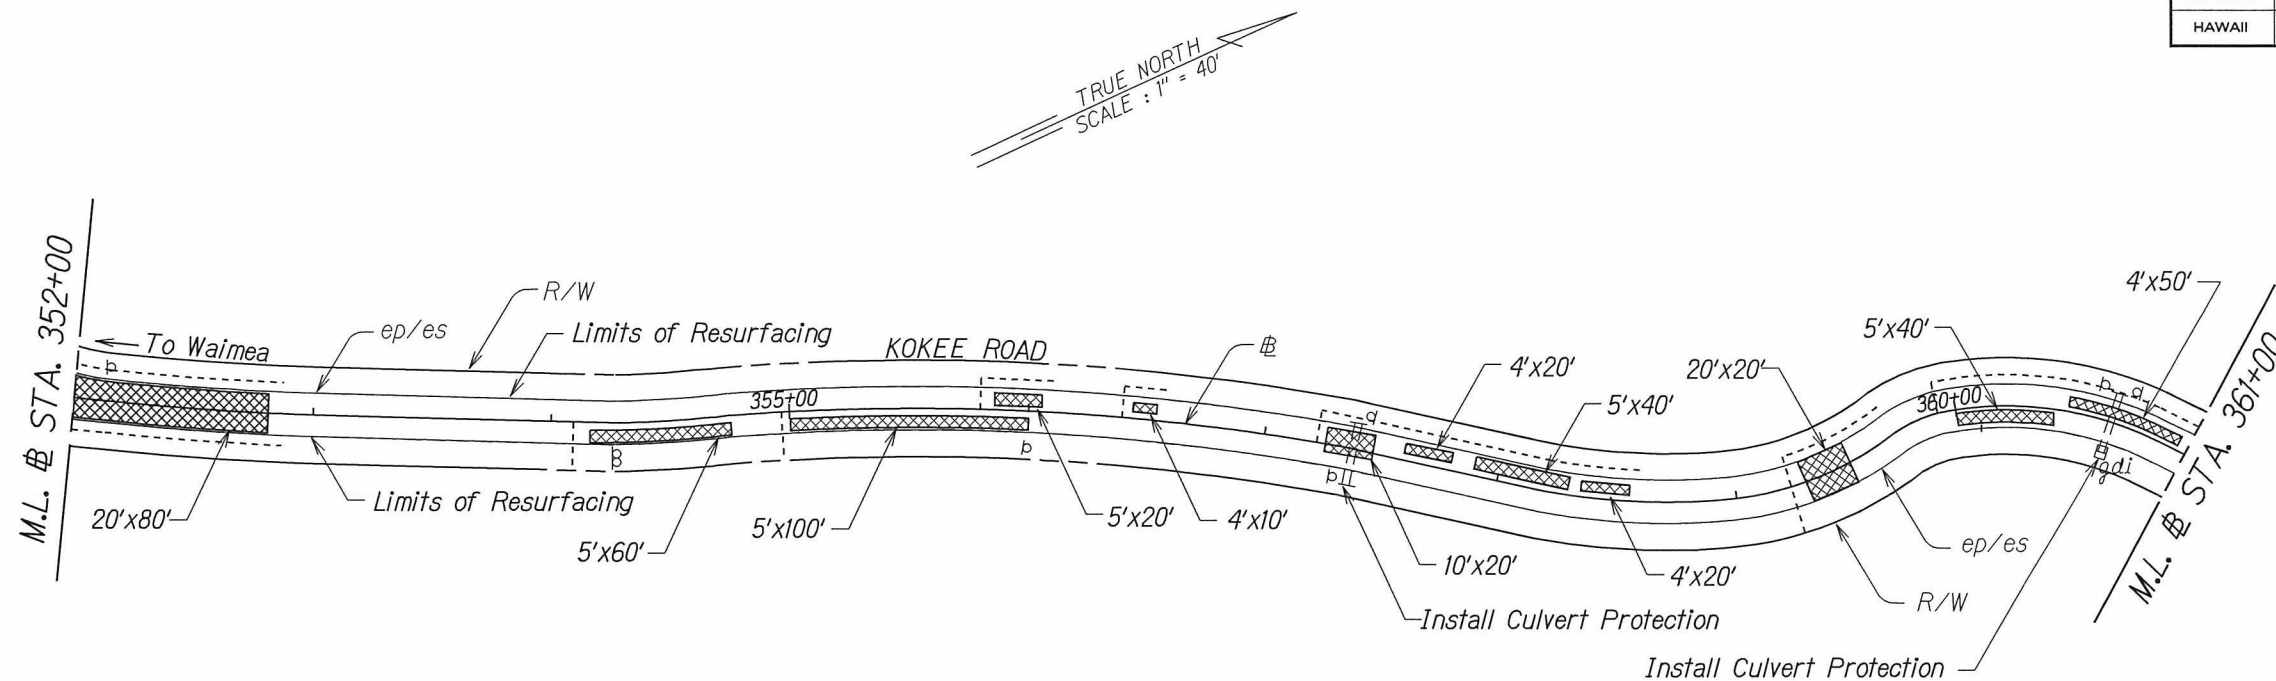 HAWAII
TRUE NORTH
SCALE : 1" = 40'
M.L. ⅊ STA. 352+00
To Waimea
ep/es
R/W
Limits of Resurfacing
KOKEE ROAD
355+00
4'x20'
5'x40'
20'x20'
5'x40'
360+00
4'x50'
M.L. ⅊ STA. 361+00
20'x80'
Limits of Resurfacing
5'x60'
5'x100'
5'x20'
4'x10'
10'x20'
4'x20'
ep/es
R/W
gdi
Install Culvert Protection
Install Culvert Protection